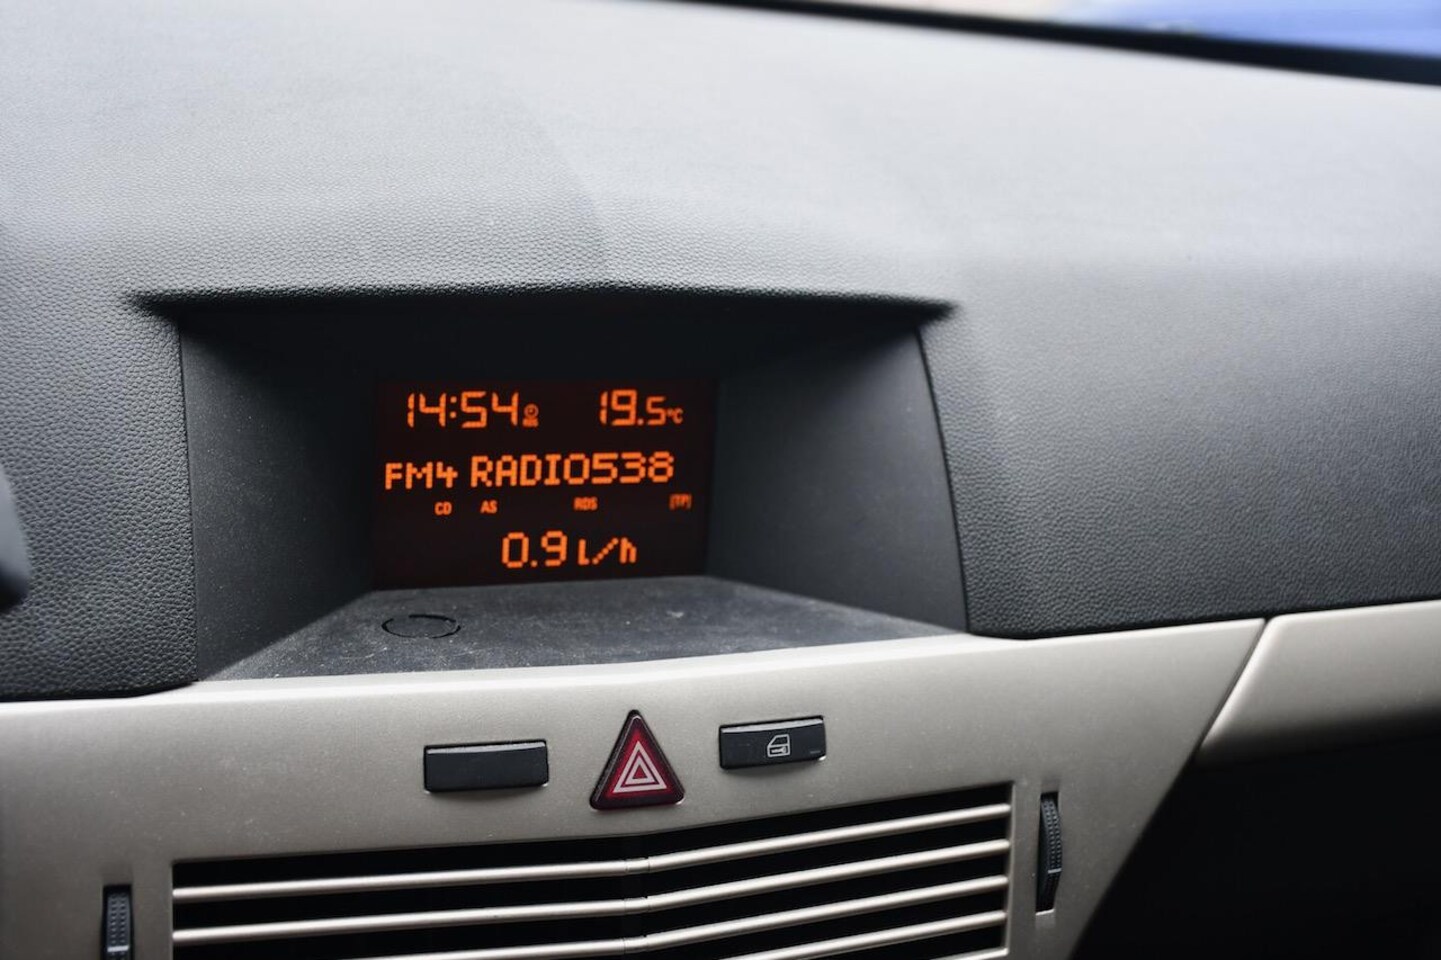 14:54 19.5°C
FM4 RADIO538
CD AS RDS [TP]
0.9 l/h